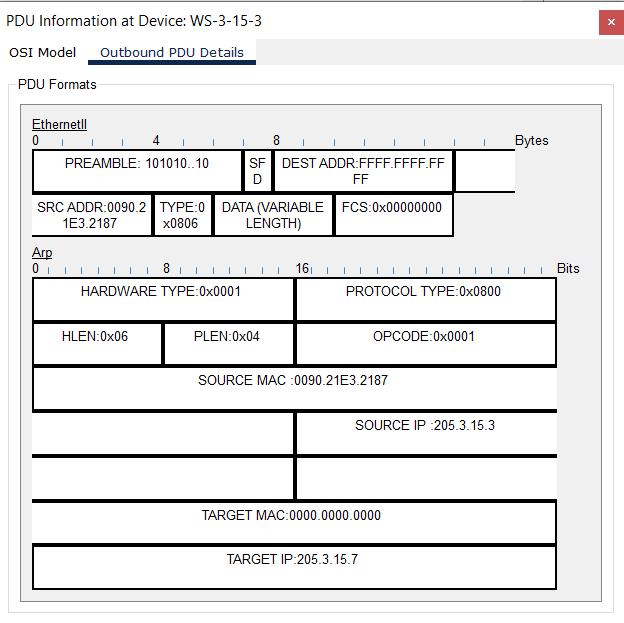 PDU Information at Device: WS-3-15-3
OSI Model Outbound PDU Details
PDU Formats
EthernetII
0 4 8 Bytes
PREAMBLE: 101010..10
SF
D
DEST ADDR:FFFF.FFFF.FF
FF
SRC ADDR:0090.2
1E3.2187
TYPE:0
x0806
DATA (VARIABLE
LENGTH)
FCS:0x00000000
Arp
0 8 16 Bits
HARDWARE TYPE:0x0001 PROTOCOL TYPE:0x0800
HLEN:0x06 PLEN:0x04 OPCODE:0x0001
SOURCE MAC :0090.21E3.2187
SOURCE IP :205.3.15.3
TARGET MAC:0000.0000.0000
TARGET IP:205.3.15.7